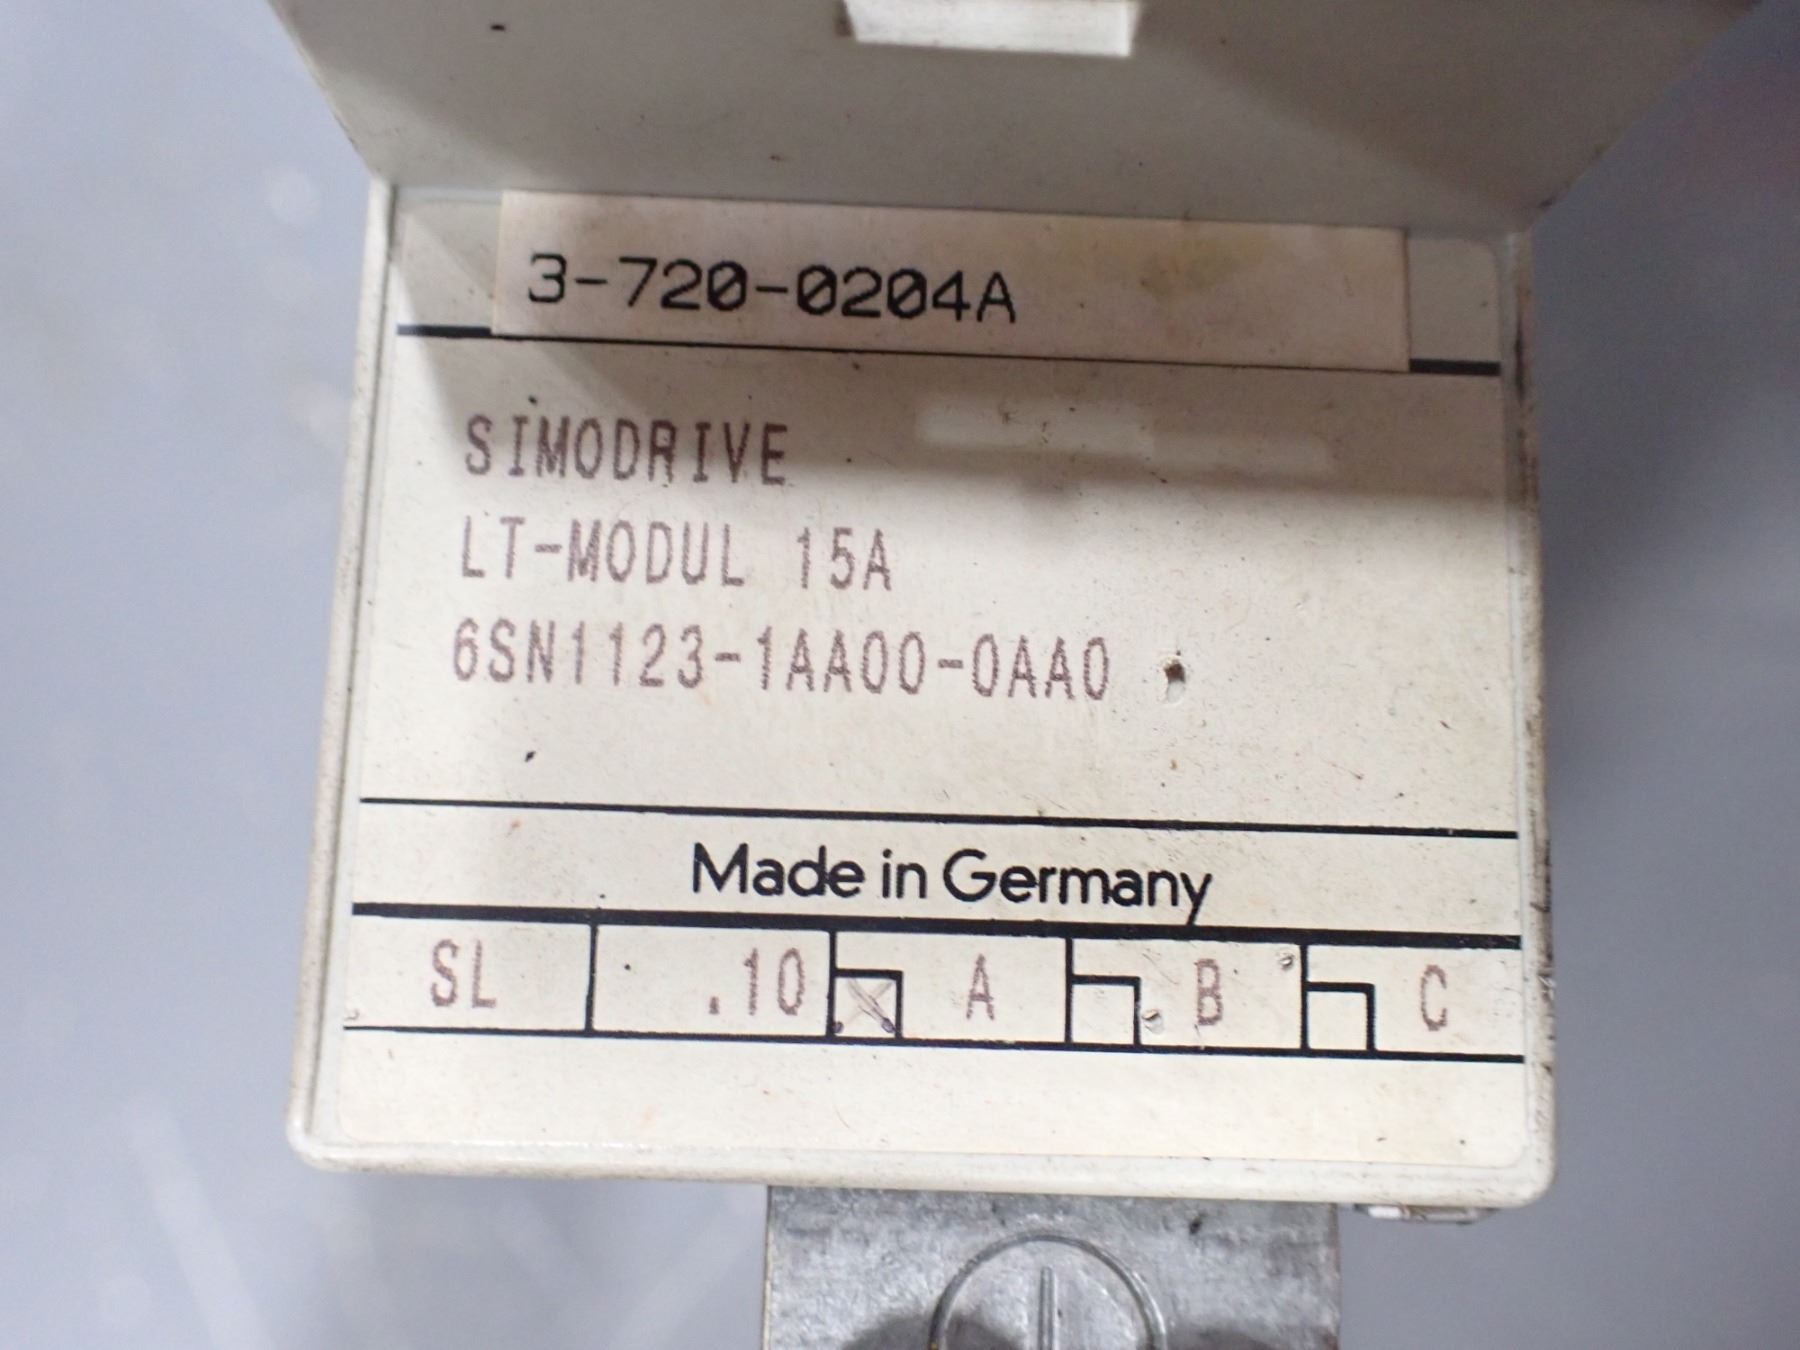 3-720-0204A
SIMODRIVE
LT-MODUL 15A
6SN1123-1AA00-0AA0
Made in Germany
SL .10 A B C